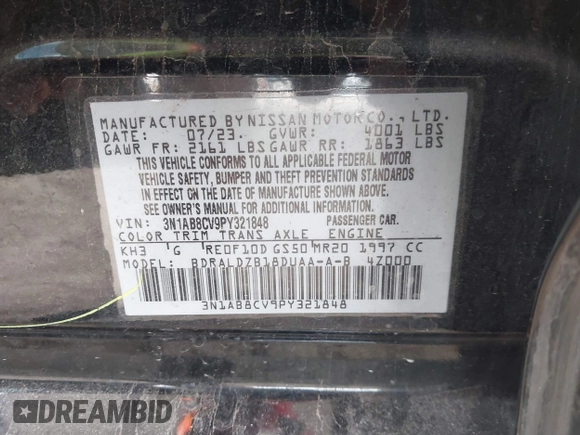 MANUFACTURED BY NISSAN MOTOR CO., LTD.
DATE: 07/23. GVWR: 4001 LBS
GAWR FR: 2161 LBS GAWR RR: 1863 LBS
THIS VEHICLE CONFORMS TO ALL APPLICABLE FEDERAL MOTOR
VEHICLE SAFETY, BUMPER AND THEFT PREVENTION STANDARDS
IN EFFECT ON THE DATE OF MANUFACTURE SHOWN ABOVE.
SEE OWNER'S MANUAL FOR ADDITIONAL INFORMATION.
VIN: 3N1AB8CV9PY321848 PASSENGER CAR.
COLOR TRIM TRANS AXLE ENGINE
KH3 G RE0F10D GS50 MR20 1997 CC
MODEL: BDRALDZB18DUAA-A-B 4Z000
3N1AB8CV9PY321848
DREAMBID